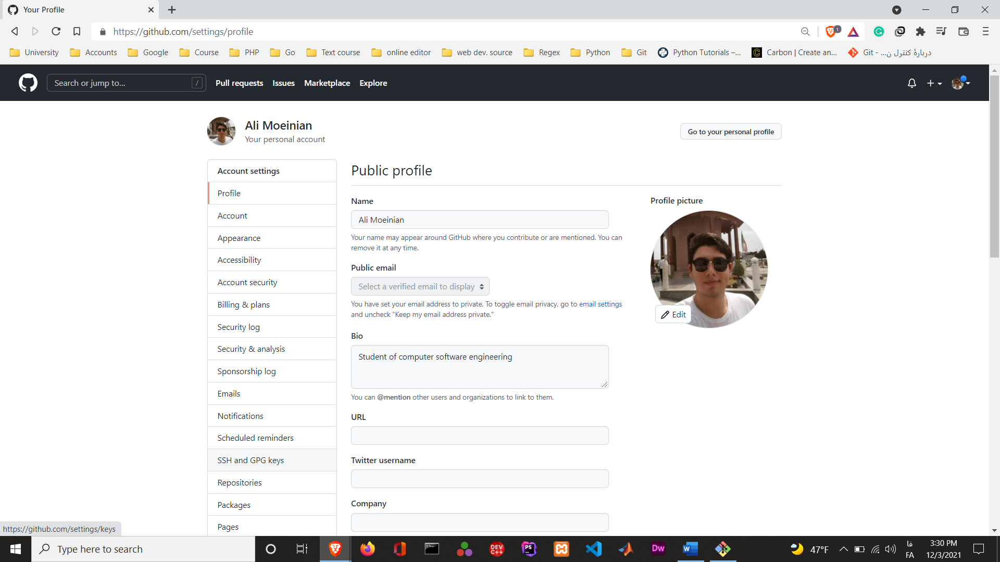 Your Profile
https://github.com/settings/profile
1
University Accounts Google Course PHP Go Text course online editor web dev. source Regex Python Git Python Tutorials –... Carbon | Create an... Git - ...دربارهٔ کنترل ن
Search or jump to... /
Pull requests Issues Marketplace Explore
Ali Moeinian
Your personal account
Go to your personal profile
Account settings
Profile
Account
Appearance
Accessibility
Account security
Billing & plans
Security log
Security & analysis
Sponsorship log
Emails
Notifications
Scheduled reminders
SSH and GPG keys
Repositories
Packages
Pages
Public profile
Name
Ali Moeinian
Your name may appear around GitHub where you contribute or are mentioned. You can
remove it at any time.
Public email
Select a verified email to display
You have set your email address to private. To toggle email privacy, go to email settings
and uncheck "Keep my email address private."
Bio
Student of computer software engineering
You can @mention other users and organizations to link to them.
URL
Twitter username
Company
Profile picture
Edit
https://github.com/settings/keys
Type here to search
DEV C++
PS
Dw
W
47°F
فا
FA
3:30 PM
12/3/2021